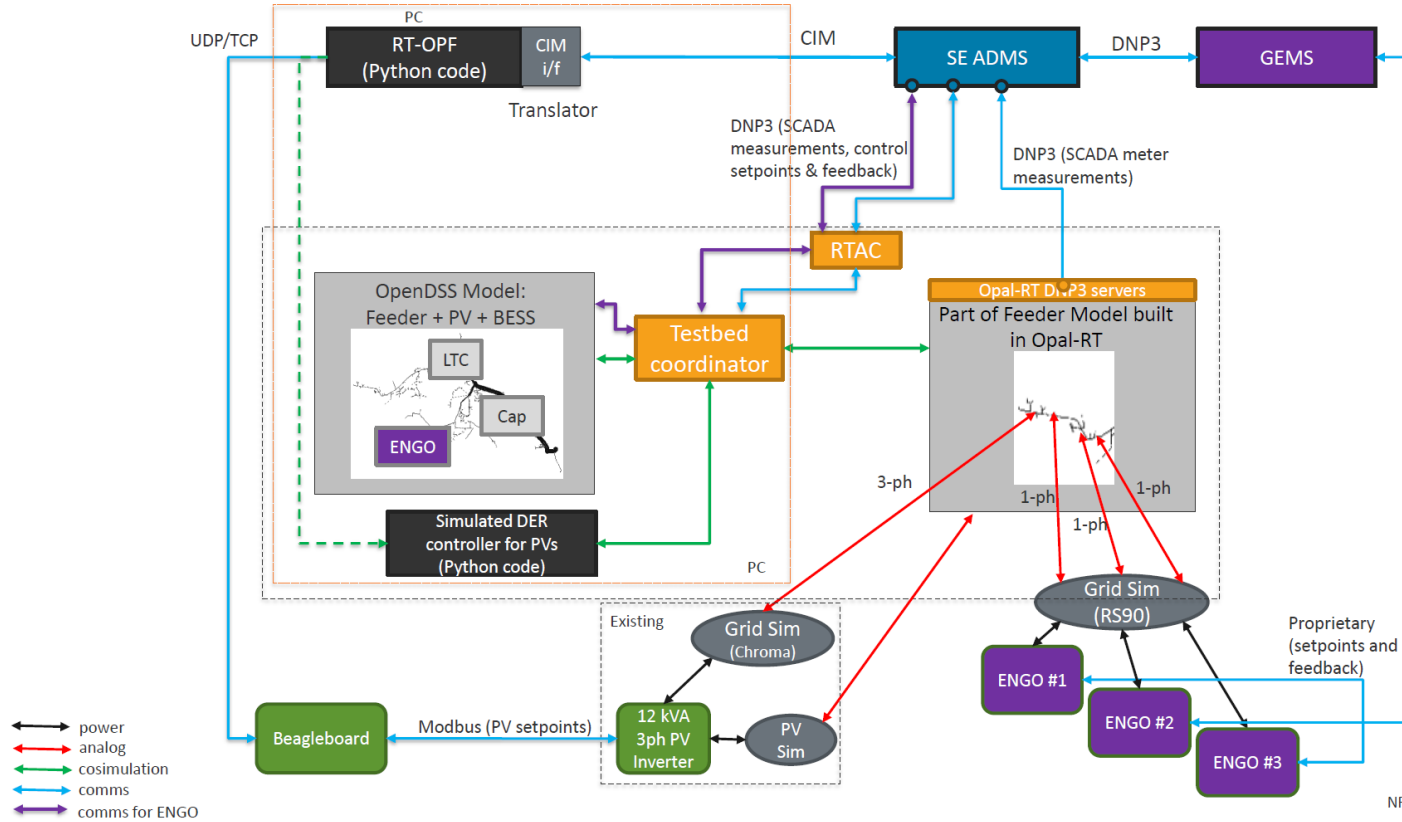 PC
UDP/TCP
RT-OPF
(Python code)
CIM
i/f
Translator
CIM
SE ADMS
DNP3
GEMS
DNP3 (SCADA
measurements, control
setpoints & feedback)
DNP3 (SCADA meter
measurements)
RTAC
OpenDSS Model:
Feeder + PV + BESS
LTC
Cap
ENGO
Testbed
coordinator
Opal-RT DNP3 servers
Part of Feeder Model built
in Opal-RT
3-ph
1-ph
1-ph
1-ph
Simulated DER
controller for PVs
(Python code)
PC
Grid Sim
(RS90)
Existing
Grid Sim
(Chroma)
Proprietary
(setpoints and
feedback)
ENGO #1
ENGO #2
ENGO #3
Beagleboard
Modbus (PV setpoints)
12 kVA
3ph PV
Inverter
PV
Sim
power
analog
cosimulation
comms
comms for ENGO